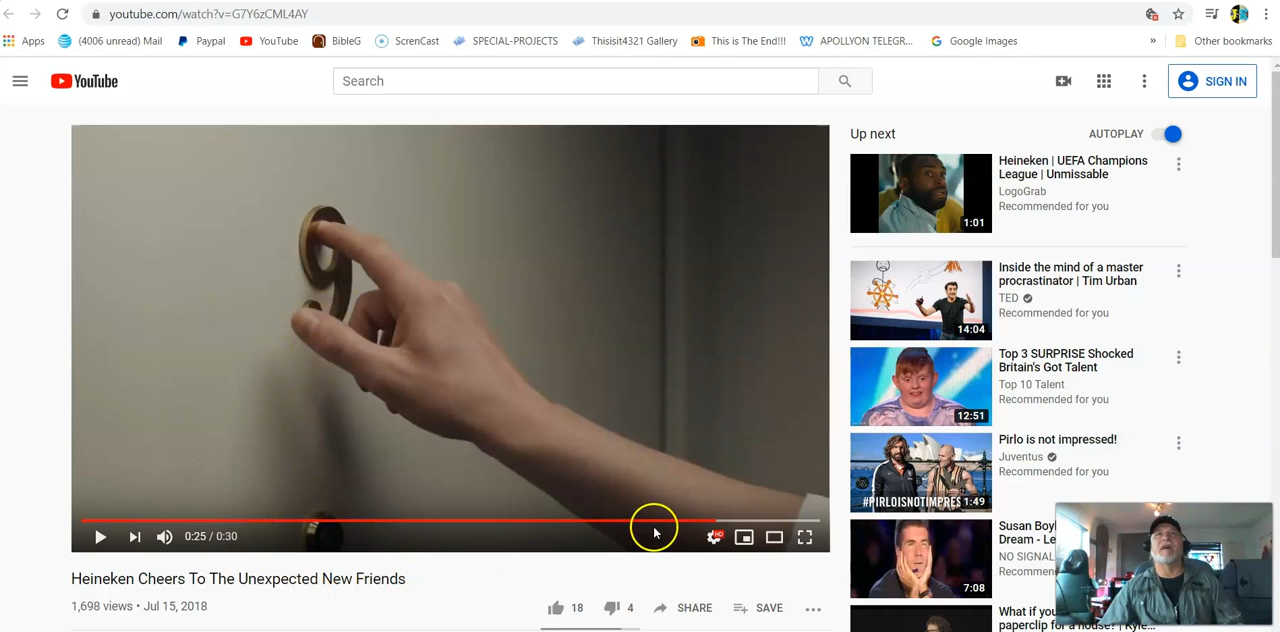 youtube.com/watch?v=G7Y6zCML4AY
Apps
(4006 unread) Mail
Paypal
YouTube
BibleG
ScrenCast
SPECIAL-PROJECTS
Thisisit4321 Gallery
This is The End!!!
APOLLYON TELEGR...
Google Images
»
Other bookmarks
YouTube
Search
SIGN IN
Up next
AUTOPLAY
Heineken | UEFA Champions
League | Unmissable
LogoGrab
Recommended for you
1:01
Inside the mind of a master
procrastinator | Tim Urban
TED
Recommended for you
14:04
Top 3 SURPRISE Shocked
Britain's Got Talent
Top 10 Talent
Recommended for you
12:51
Pirlo is not impressed!
Juventus
Recommended for you
#PIRLOISNOTIMPRES
1:49
Susan Boyl
Dream - Le
NO SIGNAL
Recommen
7:08
What if you
paperclip for a house? | Kyle
9
0:25 / 0:30
HD
Heineken Cheers To The Unexpected New Friends
1,698 views • Jul 15, 2018
18
4
SHARE
SAVE